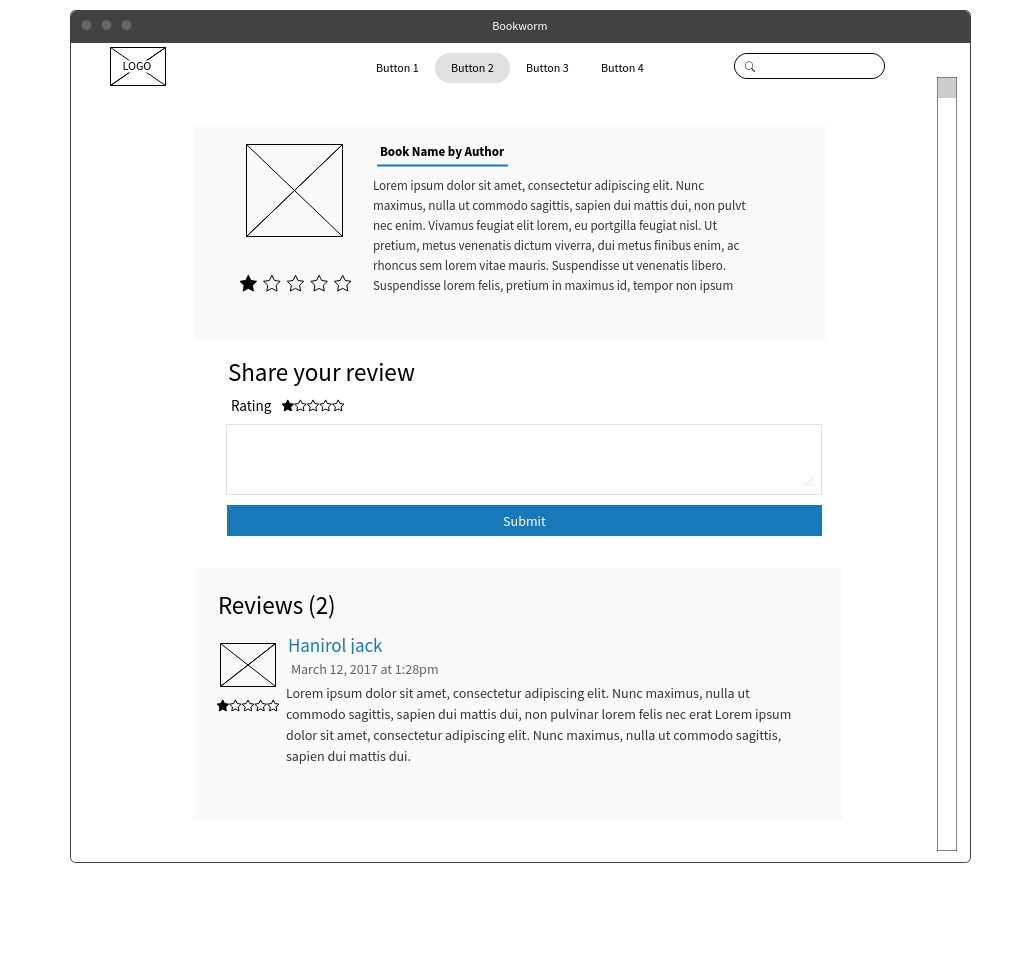 Bookworm
LOGO
Button 1
Button 2
Button 3
Button 4
Book Name by Author
Lorem ipsum dolor sit amet, consectetur adipiscing elit. Nunc
maximus, nulla ut commodo sagittis, sapien dui mattis dui, non pulvt
nec enim. Vivamus feugiat elit lorem, eu portgilla feugiat nisl. Ut
pretium, metus venenatis dictum viverra, dui metus finibus enim, ac
rhoncus sem lorem vitae mauris. Suspendisse ut venenatis libero.
Suspendisse lorem felis, pretium in maximus id, tempor non ipsum
Share your review
Rating
Submit
Reviews (2)
Hanirol jack
March 12, 2017 at 1:28pm
Lorem ipsum dolor sit amet, consectetur adipiscing elit. Nunc maximus, nulla ut
commodo sagittis, sapien dui mattis dui, non pulvinar lorem felis nec erat Lorem ipsum
dolor sit amet, consectetur adipiscing elit. Nunc maximus, nulla ut commodo sagittis,
sapien dui mattis dui.